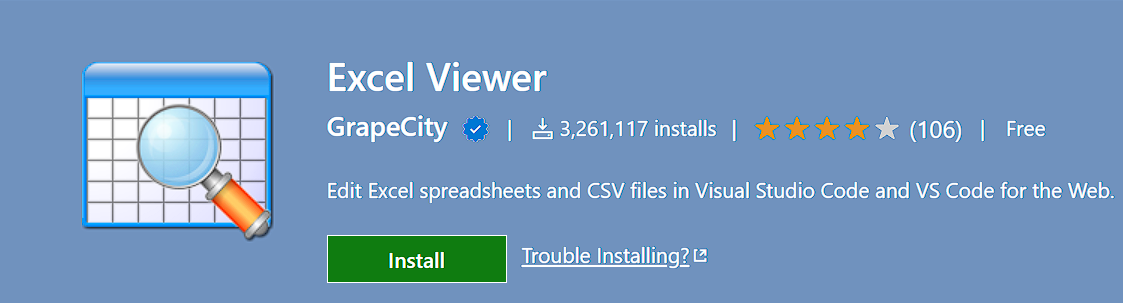 Excel Viewer
GrapeCity | 3,261,117 installs | (106) | Free
Edit Excel spreadsheets and CSV files in Visual Studio Code and VS Code for the Web.
Install Trouble Installing?